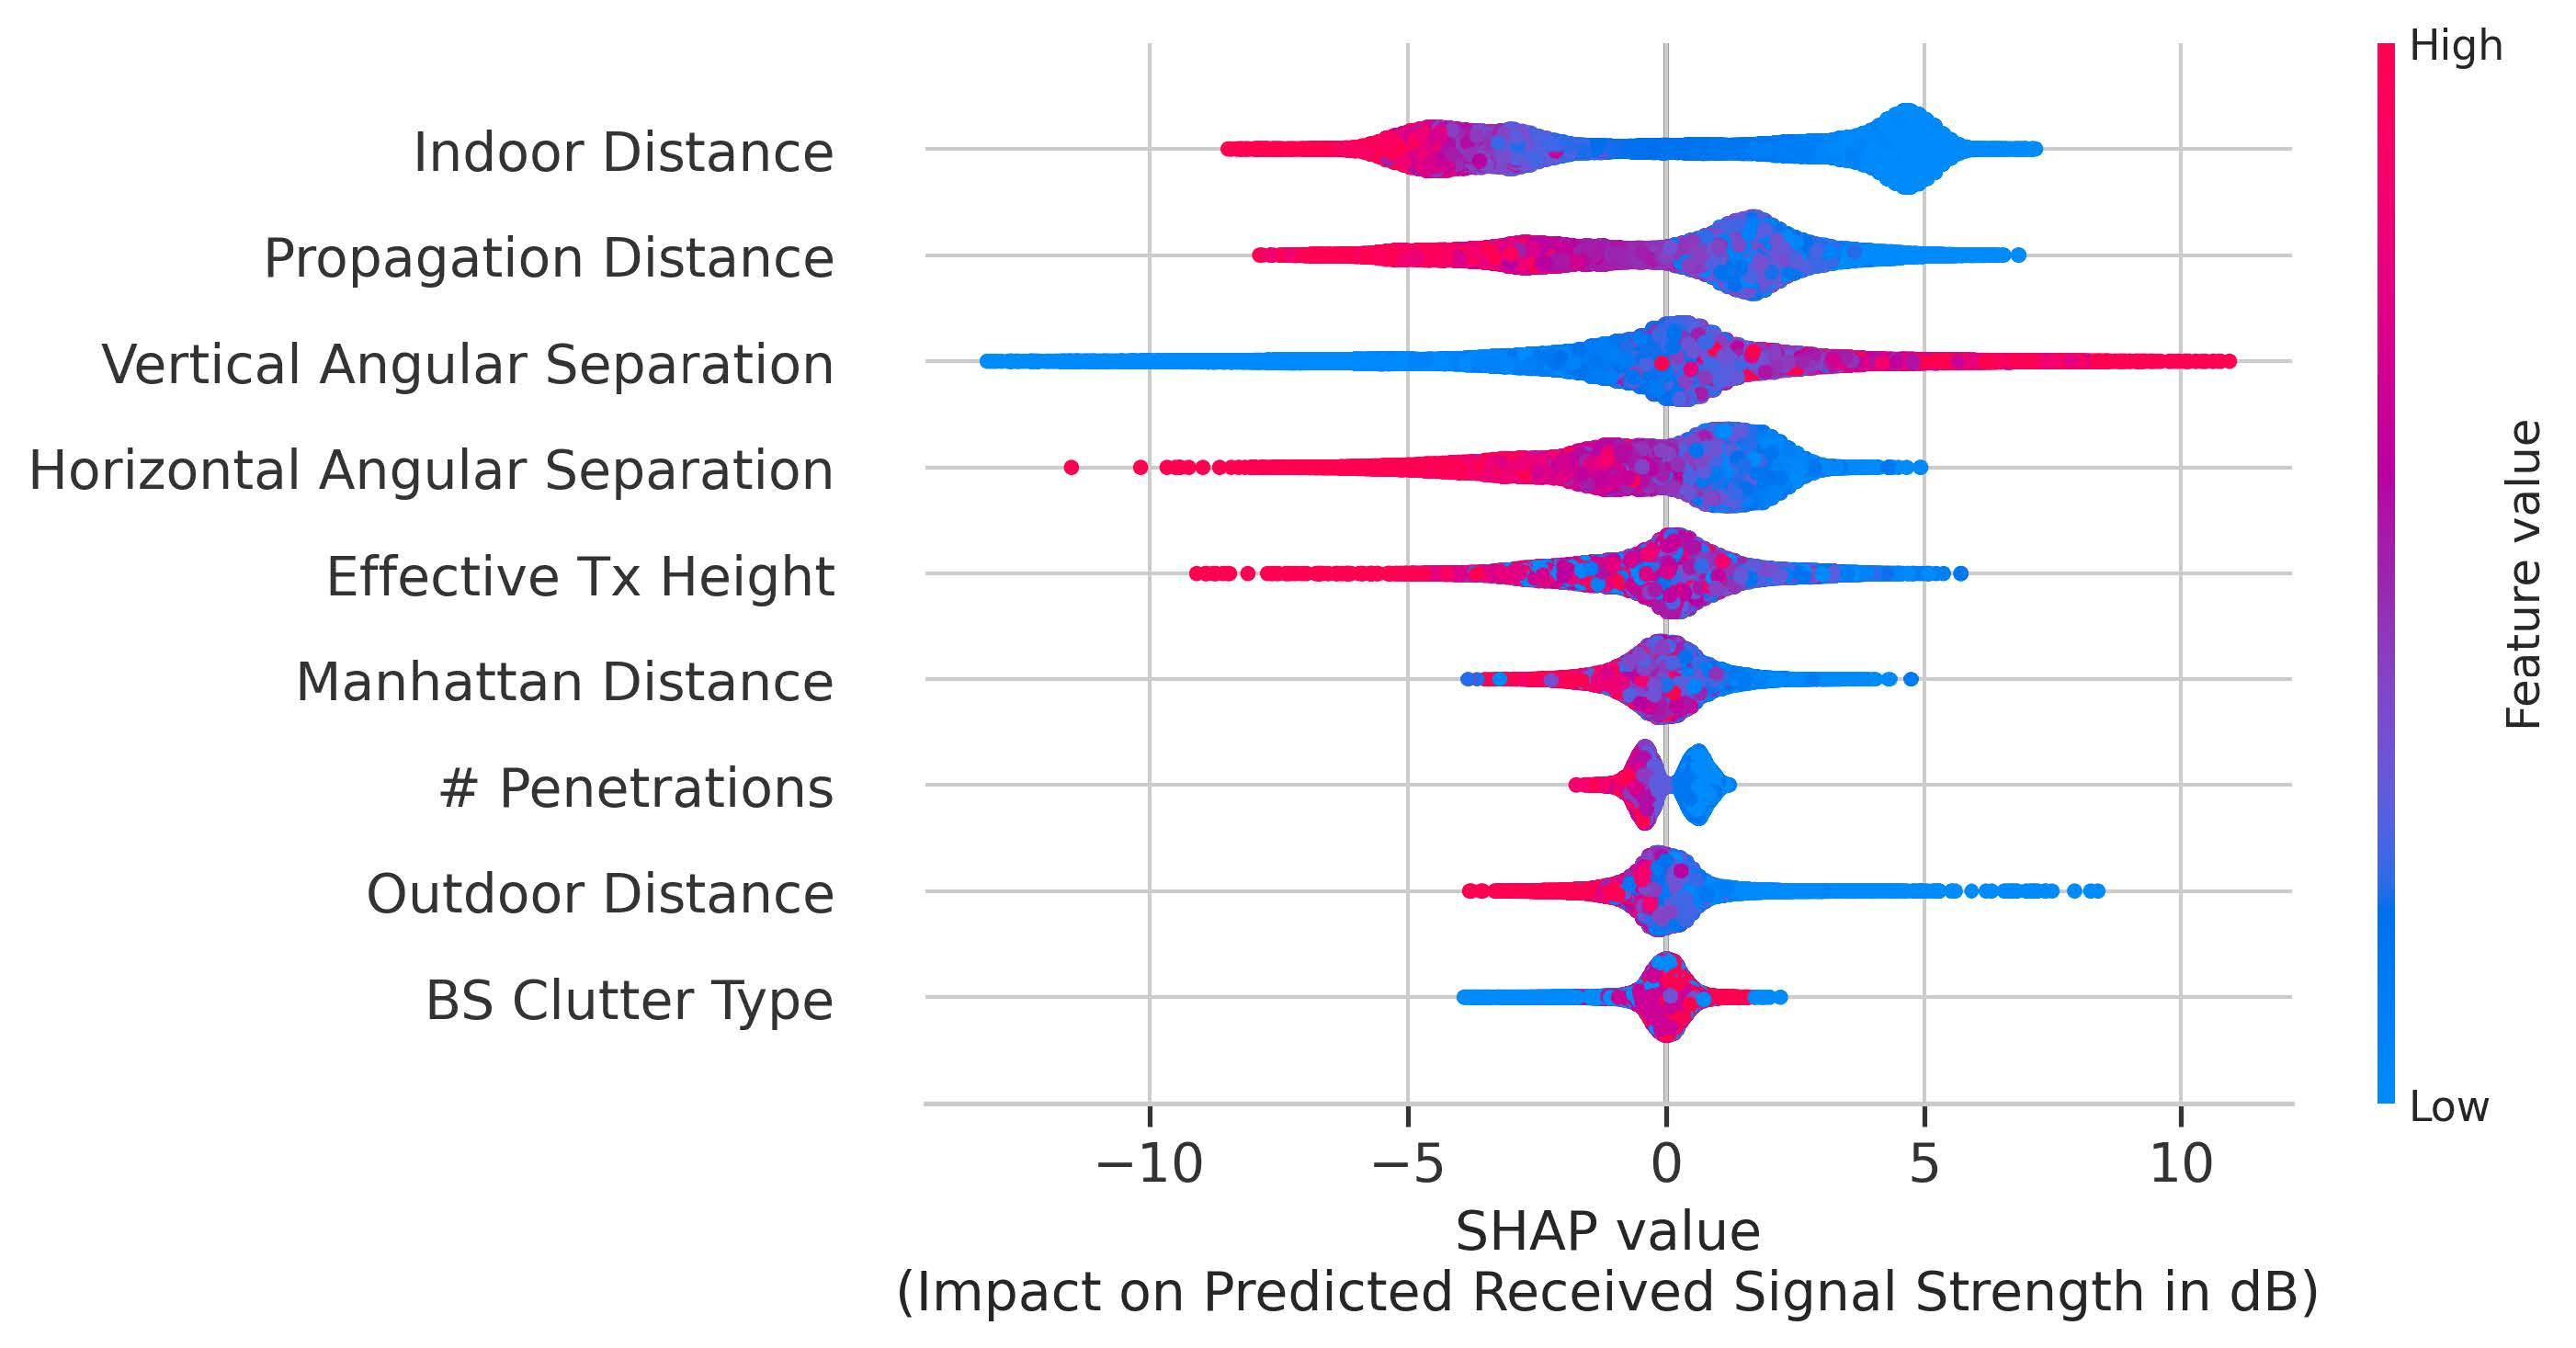 High
Indoor Distance
Propagation Distance
Vertical Angular Separation
Horizontal Angular Separation
Effective Tx Height
Manhattan Distance
# Penetrations
Outdoor Distance
BS Clutter Type
Feature value
Low
−10 −5 0 5 10
SHAP value
(Impact on Predicted Received Signal Strength in dB)